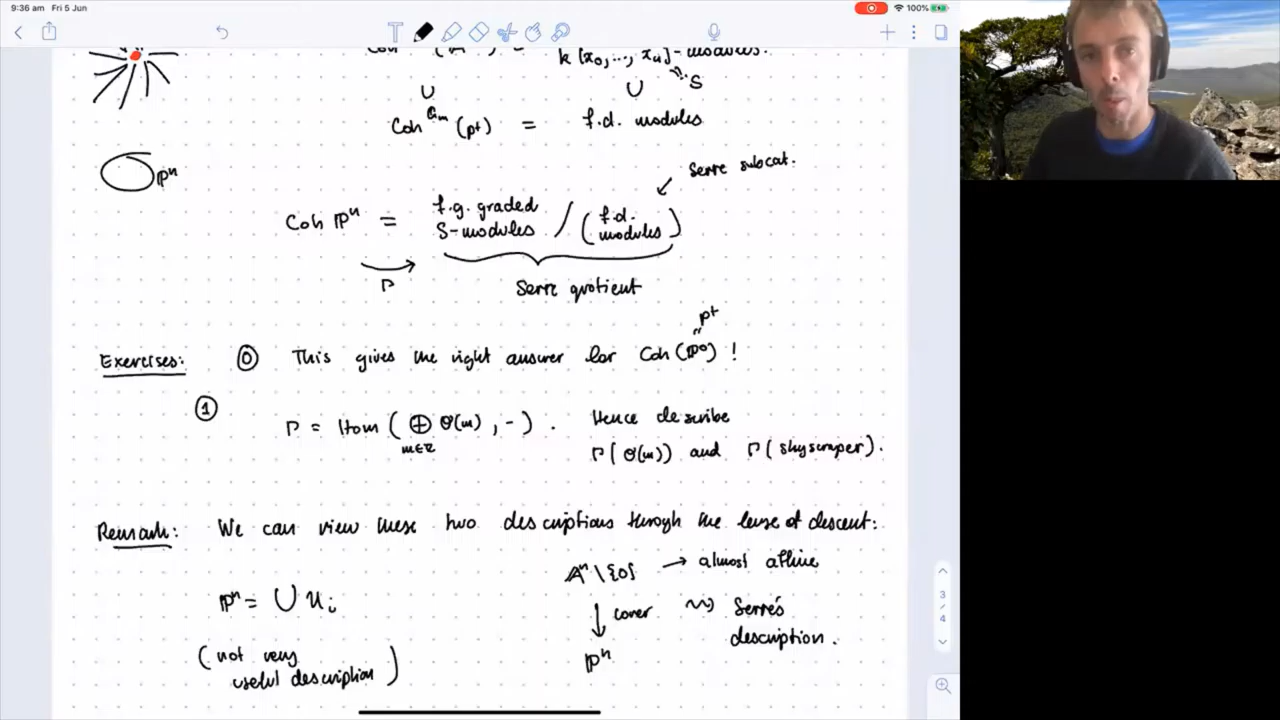 9:36 am Fri 5 Jun
100%
k[x₀, ..., xₙ]-modules.
∪ ∪ S
Coh^{𝔾m} (pt) = f.d. modules
ℙⁿ
Serre subcat.
Coh ℙⁿ = f.g. graded S-modules / (f.d. modules)
Γ
Serre quotient
pt
Exercises: ⓪ This gives the right answer for Coh(ℙ⁰) !
① Γ = Hom ( ⊕ 𝒪(m) , - ) . Hence describe
m∈ℤ Γ(𝒪(m)) and Γ(skyscraper).
Remark: We can view these two descriptions through the lense of descent:
𝔸ⁿ\{0} → almost affine
ℙⁿ = ∪ Uᵢ ↓ cover ⇝ Serre's
description.
(not very useful description) ℙⁿ
3
/
4